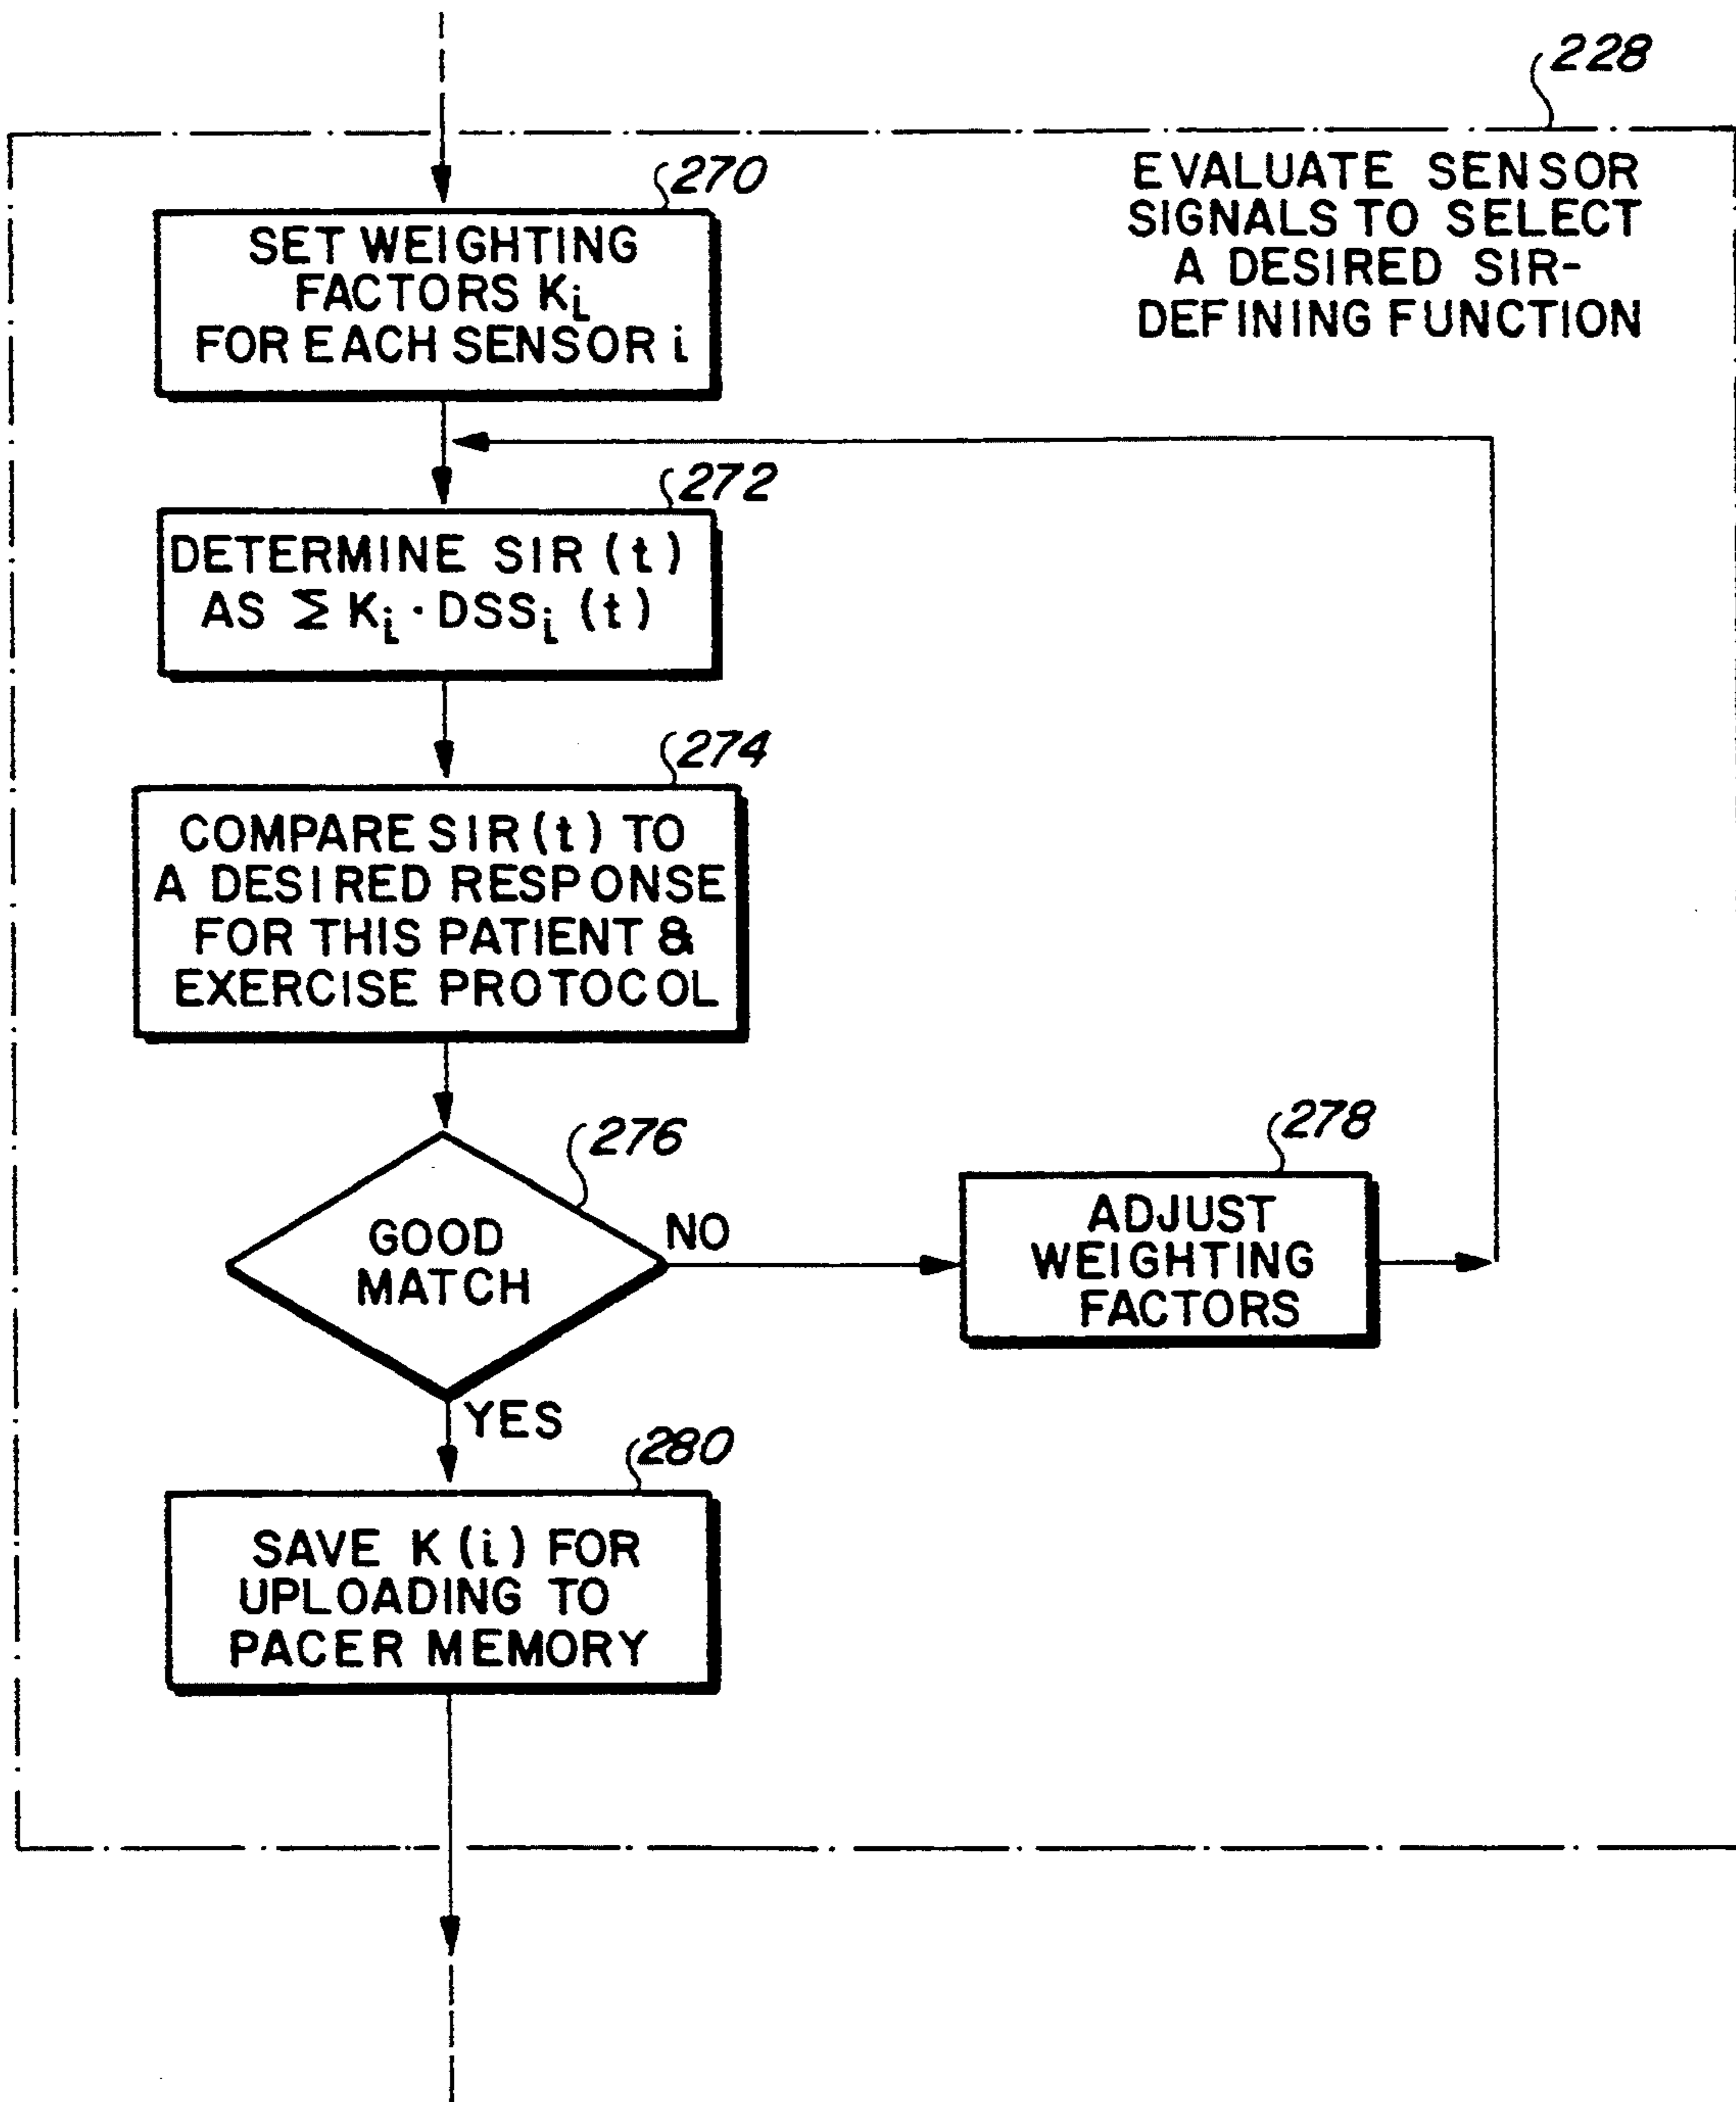 228
EVALUATE SENSOR
SIGNALS TO SELECT
A DESIRED SIR-
DEFINING FUNCTION
270
SET WEIGHTING
FACTORS Ki
FOR EACH SENSOR i
272
DETERMINE SIR (t)
AS Σ Ki · DSSi (t)
274
COMPARE SIR(t) TO
A DESIRED RESPONSE
FOR THIS PATIENT &
EXERCISE PROTOCOL
276
GOOD
MATCH
NO
278
ADJUST
WEIGHTING
FACTORS
YES
280
SAVE K(i) FOR
UPLOADING TO
PACER MEMORY